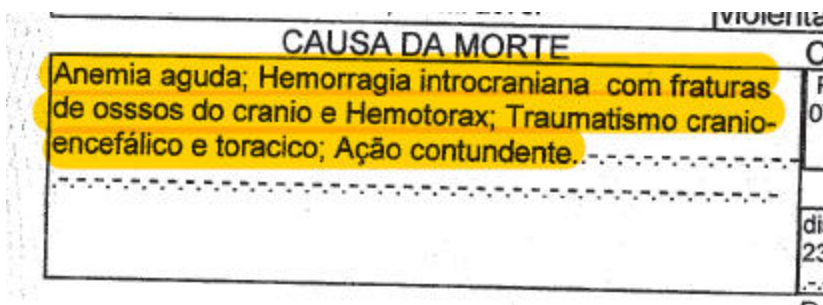 CAUSA DA MORTE
Anemia aguda; Hemorragia introcraniana com fraturas
de osssos do cranio e Hemotorax; Traumatismo cranio-
encefálico e toracico; Ação contundente.